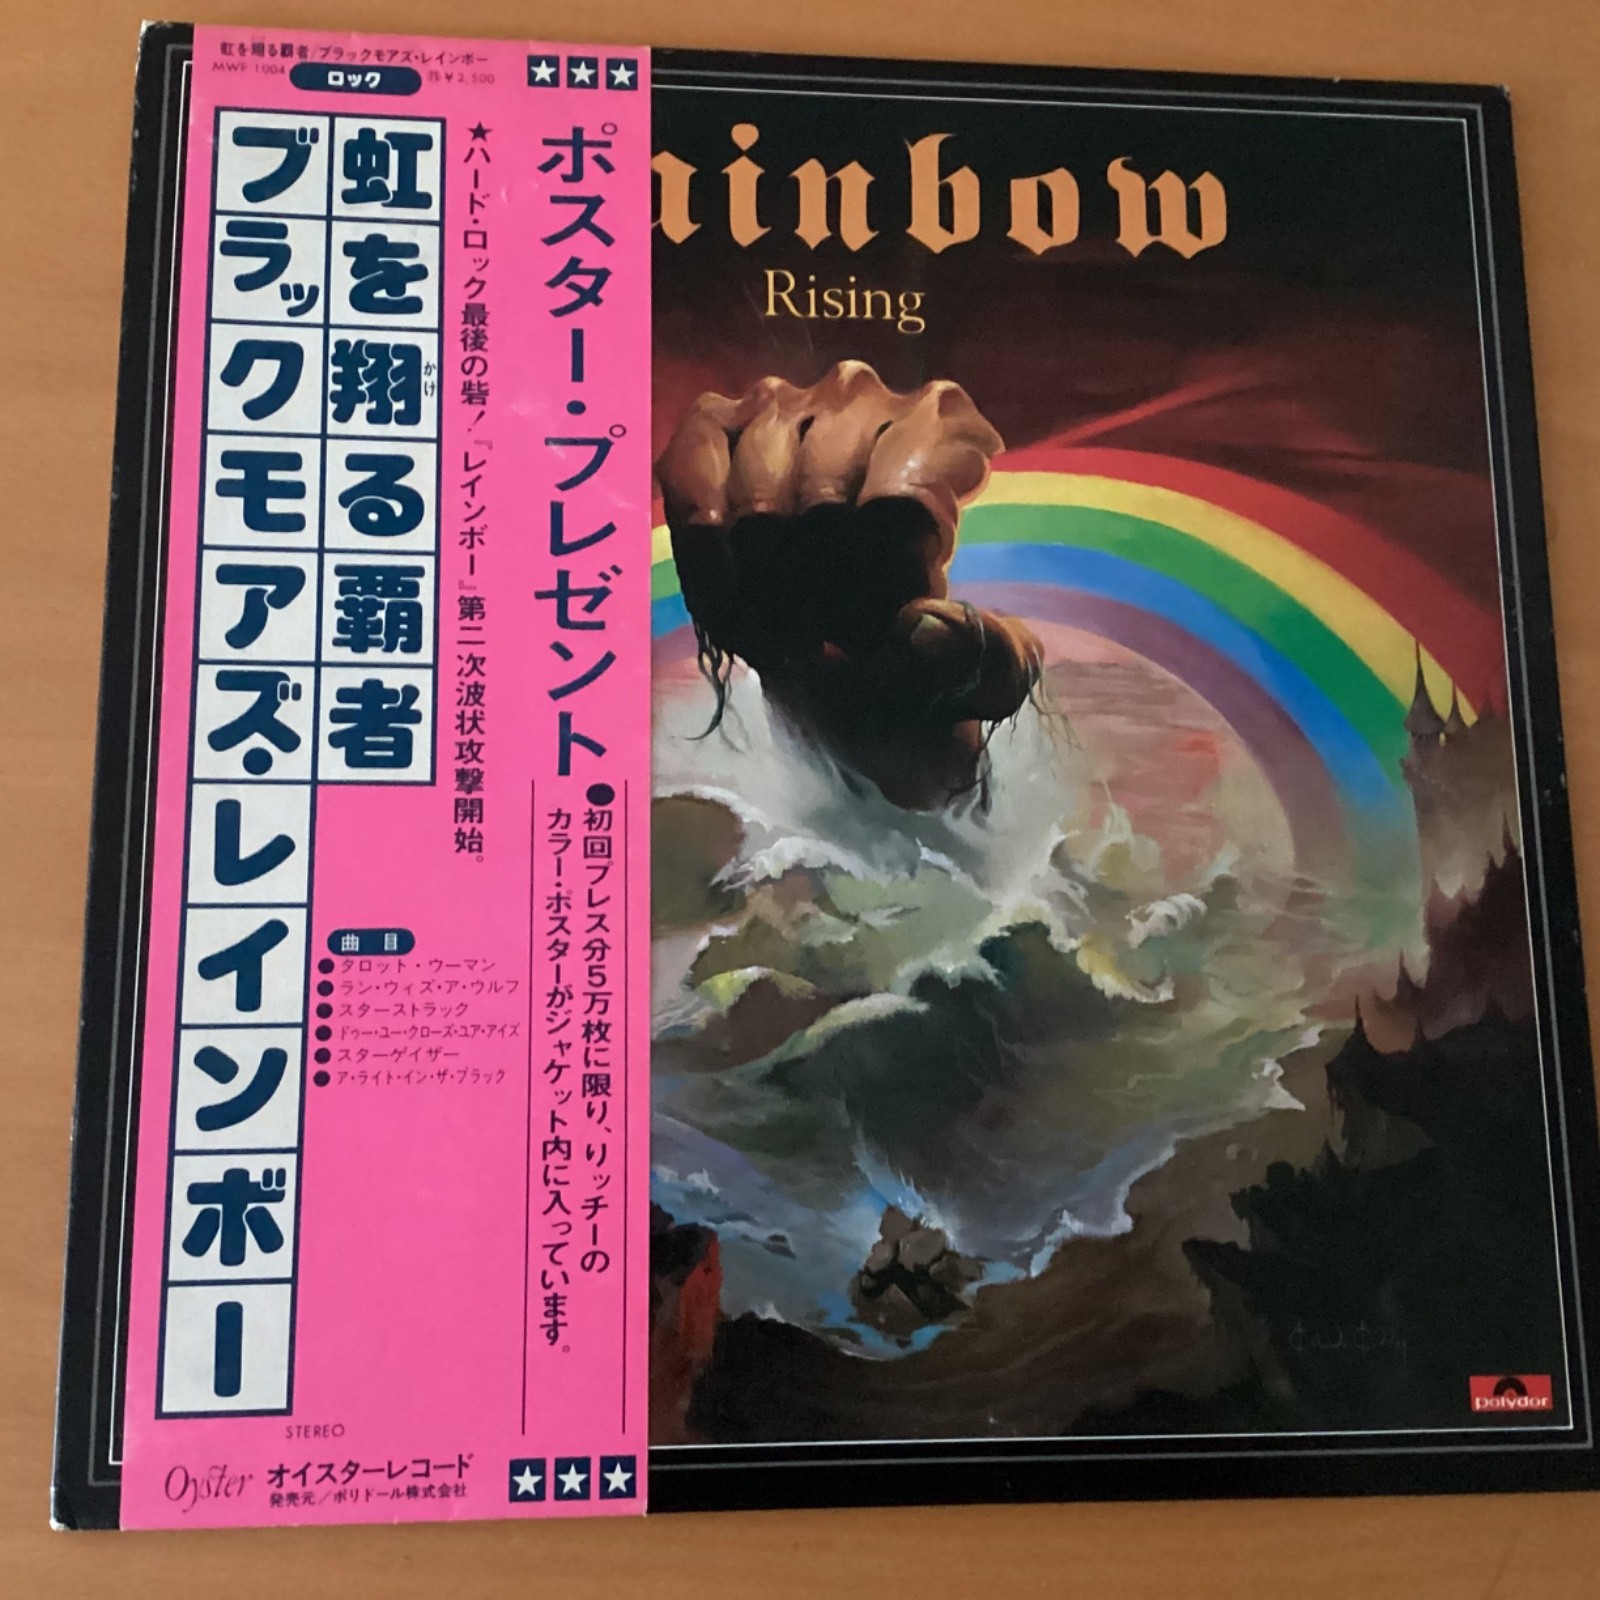 虹を翔る覇者/ブラックモアズ・レインボー
MWF 1004 ロック ¥2,500
虹を翔る覇者
かけ
ブラックモアズ・レインボー
★ハード・ロック最後の砦!『レインボー』第二次波状攻撃開始。
ポスター・プレゼント
●初回プレス分5万枚に限り、リッチーの
カラー・ポスターがジャケット内に入っています。
曲目
●タロット・ウーマン
●ラン・ウィズ・ア・ウルフ
●スターストラック
●ドゥー・ユー・クローズ・ユア・アイズ
●スターゲイザー
●ア・ライト・イン・ザ・ブラック
STEREO
Oyster オイスターレコード
発売元/ポリドール株式会社
ainbow
Rising
polydor